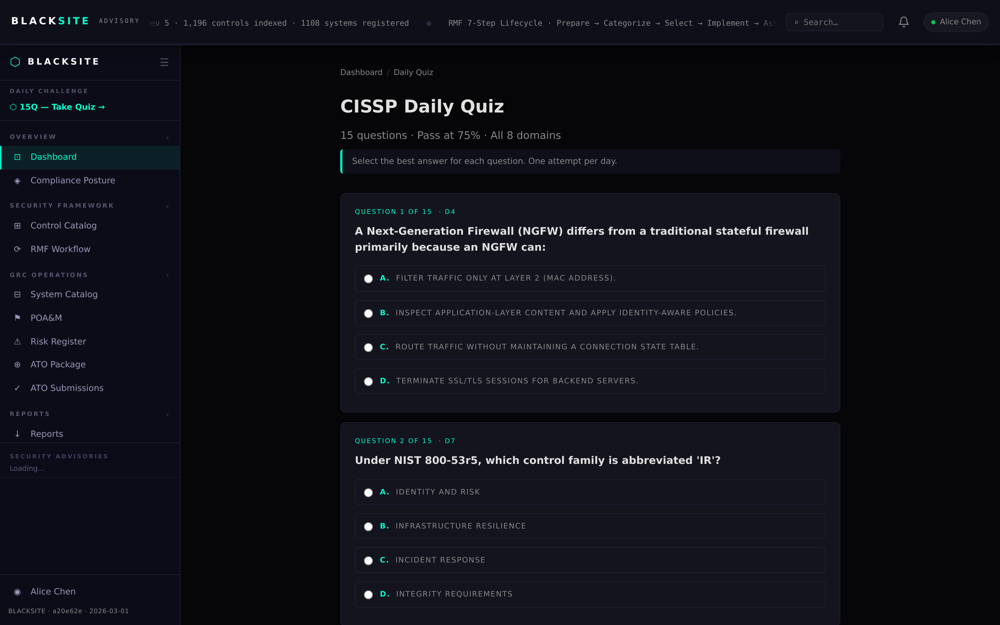 BLACKSITE ADVISORY
Rev 5 · 1,196 controls indexed · 1108 systems registered ◆ RMF 7-Step Lifecycle · Prepare → Categorize → Select → Implement →
Search…
Alice Chen
BLACKSITE
DAILY CHALLENGE
15Q — Take Quiz →
OVERVIEW
Dashboard
Compliance Posture
SECURITY FRAMEWORK
Control Catalog
RMF Workflow
GRC OPERATIONS
System Catalog
POA&M
Risk Register
ATO Package
ATO Submissions
REPORTS
Reports
SECURITY ADVISORIES
Loading…
Alice Chen
BLACKSITE · a20e62e · 2026-03-01
Dashboard / Daily Quiz
CISSP Daily Quiz
15 questions · Pass at 75% · All 8 domains
Select the best answer for each question. One attempt per day.
QUESTION 1 OF 15 · D4
A Next-Generation Firewall (NGFW) differs from a traditional stateful firewall
primarily because an NGFW can:
A. FILTER TRAFFIC ONLY AT LAYER 2 (MAC ADDRESS).
B. INSPECT APPLICATION-LAYER CONTENT AND APPLY IDENTITY-AWARE POLICIES.
C. ROUTE TRAFFIC WITHOUT MAINTAINING A CONNECTION STATE TABLE.
D. TERMINATE SSL/TLS SESSIONS FOR BACKEND SERVERS.
QUESTION 2 OF 15 · D7
Under NIST 800-53r5, which control family is abbreviated 'IR'?
A. IDENTITY AND RISK
B. INFRASTRUCTURE RESILIENCE
C. INCIDENT RESPONSE
D. INTEGRITY REQUIREMENTS